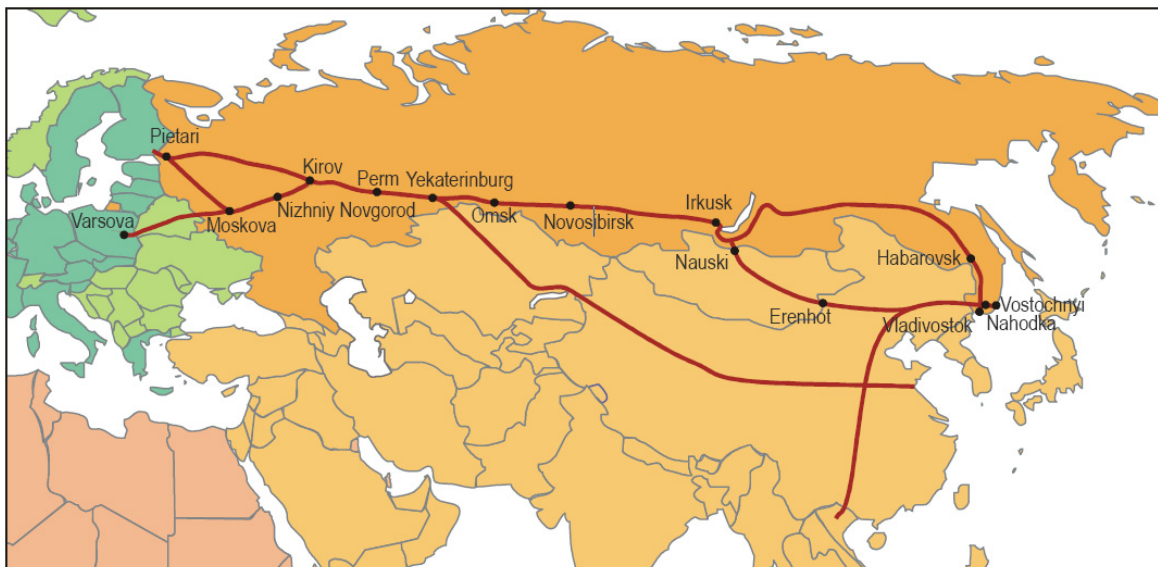 Pietari
Kirov
Perm
Yekaterinburg
Varsova
Moskova
Nizhniy Novgorod
Omsk
Novosibirsk
Irkusk
Nauski
Habarovsk
Erenhot
Vladivostok
Vostochnyi
Nahodka